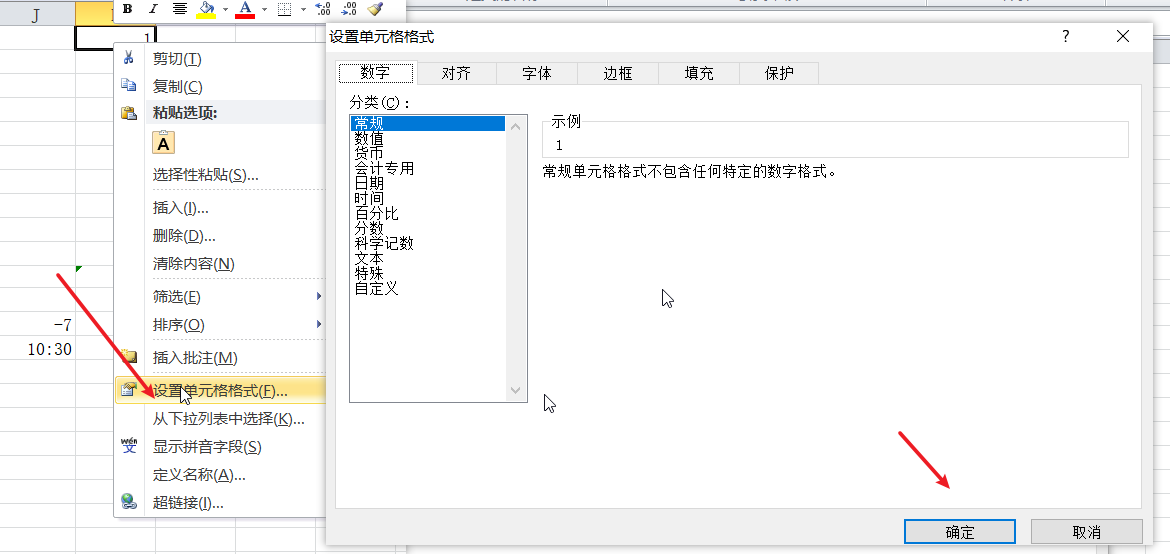 J
B I A
1
-7
10:30
剪切(T)
复制(C)
粘贴选项:
A
选择性粘贴(S)...
插入(I)...
删除(D)...
清除内容(N)
筛选(E)
排序(O)
插入批注(M)
设置单元格格式(F)...
从下拉列表中选择(K)...
wén
文
显示拼音字段(S)
定义名称(A)...
超链接(I)...
设置单元格格式
?
数字 对齐 字体 边框 填充 保护
分类(C):
常规
数值
货币
会计专用
日期
时间
百分比
分数
科学记数
文本
特殊
自定义
示例
1
常规单元格格式不包含任何特定的数字格式。
确定 取消